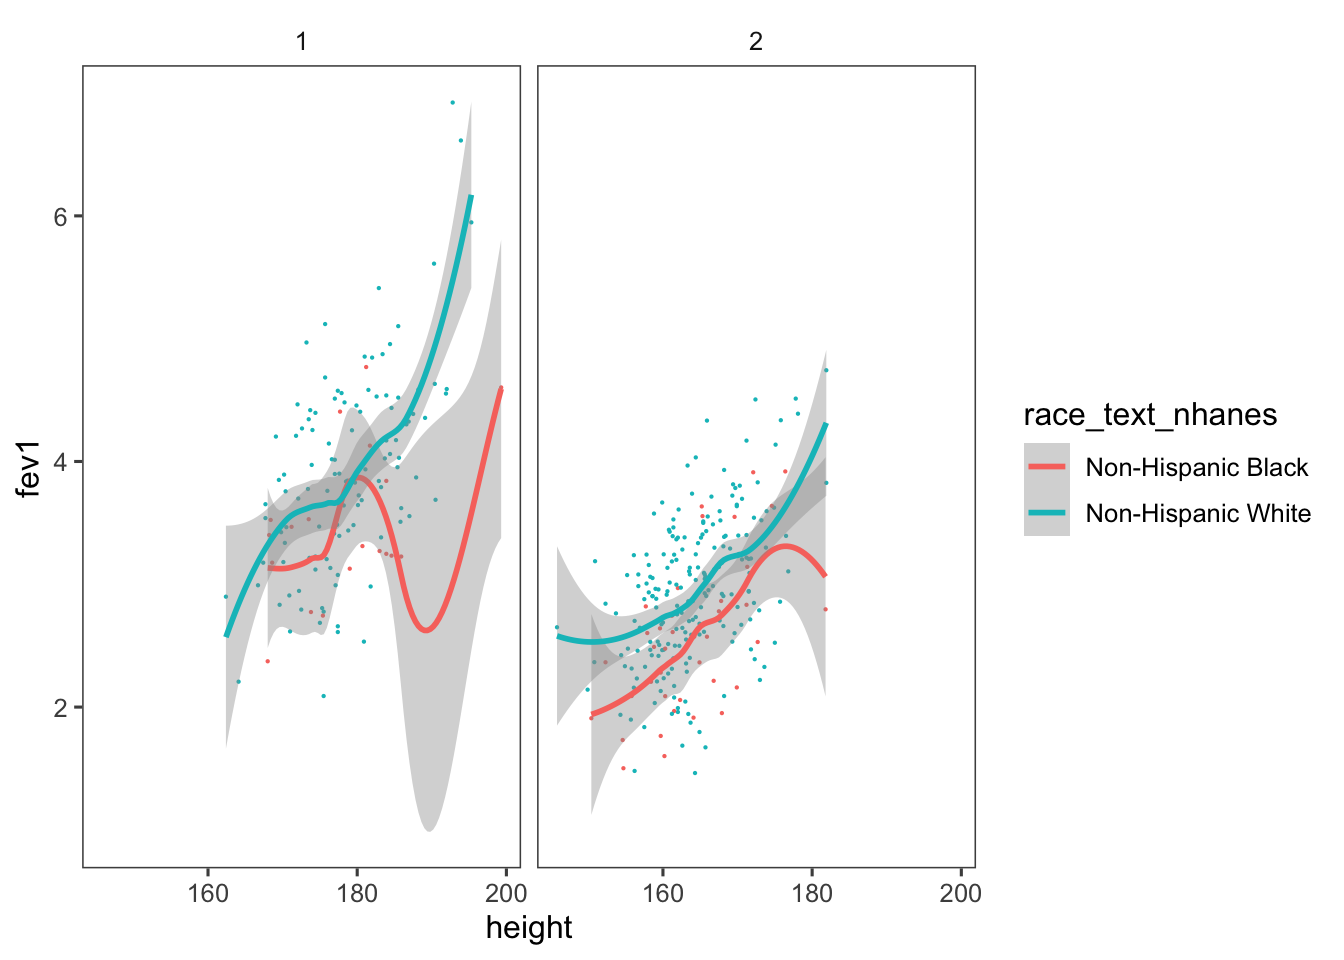 1 2
6
4
2
fev1
160 180 200 160 180 200
height
race_text_nhanes
Non-Hispanic Black
Non-Hispanic White